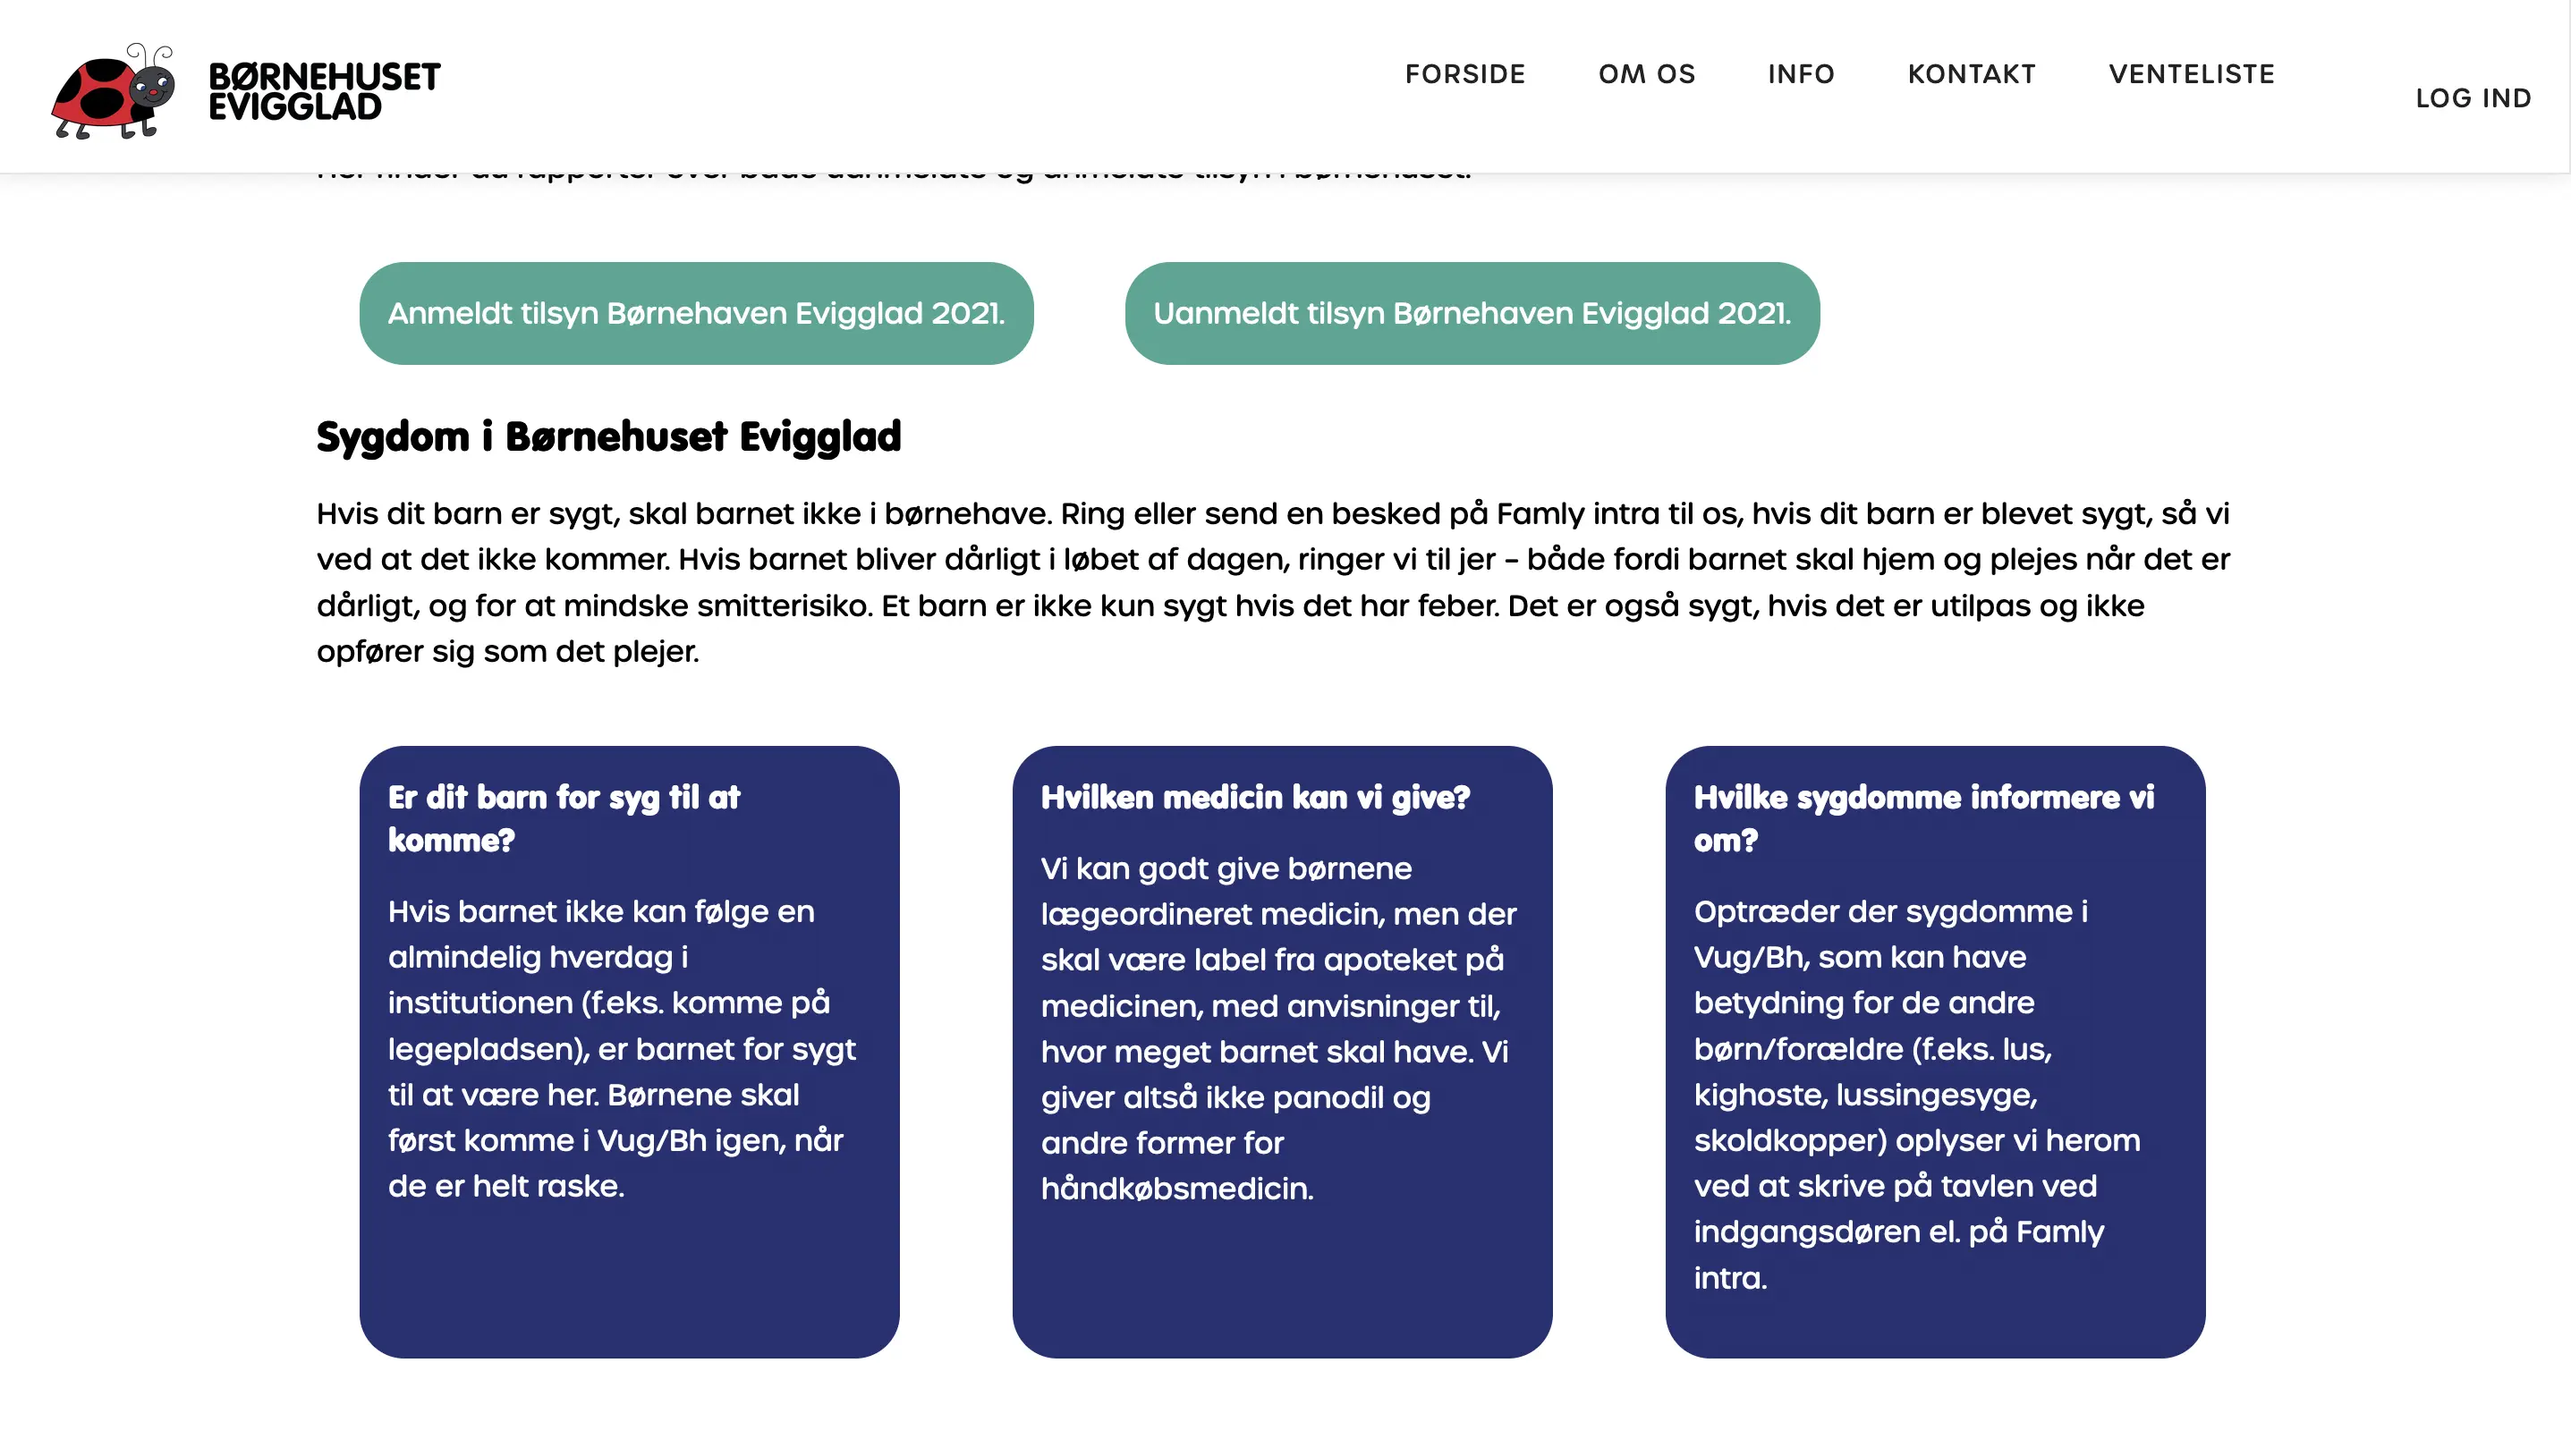 BØRNEHUSET
EVIGGLAD
FORSIDE OM OS INFO KONTAKT VENTELISTE
LOG IND
Her finder du rapporter over både uanmeldte og anmeldte tilsyn i børnehuset.
Anmeldt tilsyn Børnehaven Evigglad 2021.
Uanmeldt tilsyn Børnehaven Evigglad 2021.
Sygdom i Børnehuset Evigglad
Hvis dit barn er sygt, skal barnet ikke i børnehave. Ring eller send en besked på Famly intra til os, hvis dit barn er blevet sygt, så vi
ved at det ikke kommer. Hvis barnet bliver dårligt i løbet af dagen, ringer vi til jer – både fordi barnet skal hjem og plejes når det er
dårligt, og for at mindske smitterisiko. Et barn er ikke kun sygt hvis det har feber. Det er også sygt, hvis det er utilpas og ikke
opfører sig som det plejer.
Er dit barn for syg til at
komme?
Hvis barnet ikke kan følge en
almindelig hverdag i
institutionen (f.eks. komme på
legepladsen), er barnet for sygt
til at være her. Børnene skal
først komme i Vug/Bh igen, når
de er helt raske.
Hvilken medicin kan vi give?
Vi kan godt give børnene
lægeordineret medicin, men der
skal være label fra apoteket på
medicinen, med anvisninger til,
hvor meget barnet skal have. Vi
giver altså ikke panodil og
andre former for
håndkøbsmedicin.
Hvilke sygdomme informere vi
om?
Optræder der sygdomme i
Vug/Bh, som kan have
betydning for de andre
børn/forældre (f.eks. lus,
kighoste, lussingesyge,
skoldkopper) oplyser vi herom
ved at skrive på tavlen ved
indgangsdøren el. på Famly
intra.